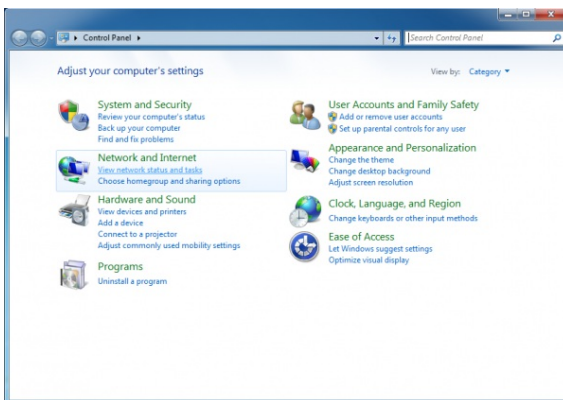 Control Panel
Search Control Panel
Adjust your computer's settings
View by: Category
System and Security
Review your computer's status
Back up your computer
Find and fix problems
Network and Internet
View network status and tasks
Choose homegroup and sharing options
Hardware and Sound
View devices and printers
Add a device
Connect to a projector
Adjust commonly used mobility settings
Programs
Uninstall a program
User Accounts and Family Safety
Add or remove user accounts
Set up parental controls for any user
Appearance and Personalization
Change the theme
Change desktop background
Adjust screen resolution
Clock, Language, and Region
Change keyboards or other input methods
Ease of Access
Let Windows suggest settings
Optimize visual display